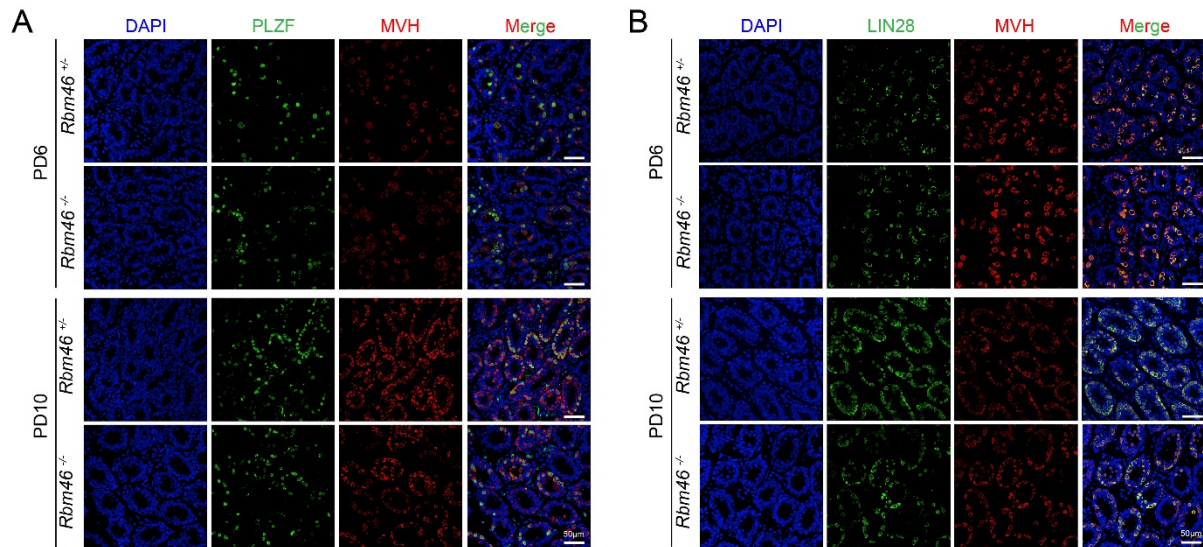 A
DAPI PLZF MVH Merge
PD6
Rbm46 +/-
Rbm46 -/-
PD10
Rbm46 +/-
Rbm46 -/-
50μm
B
DAPI LIN28 MVH Merge
PD6
Rbm46 +/-
Rbm46 -/-
PD10
Rbm46 +/-
Rbm46 -/-
50μm